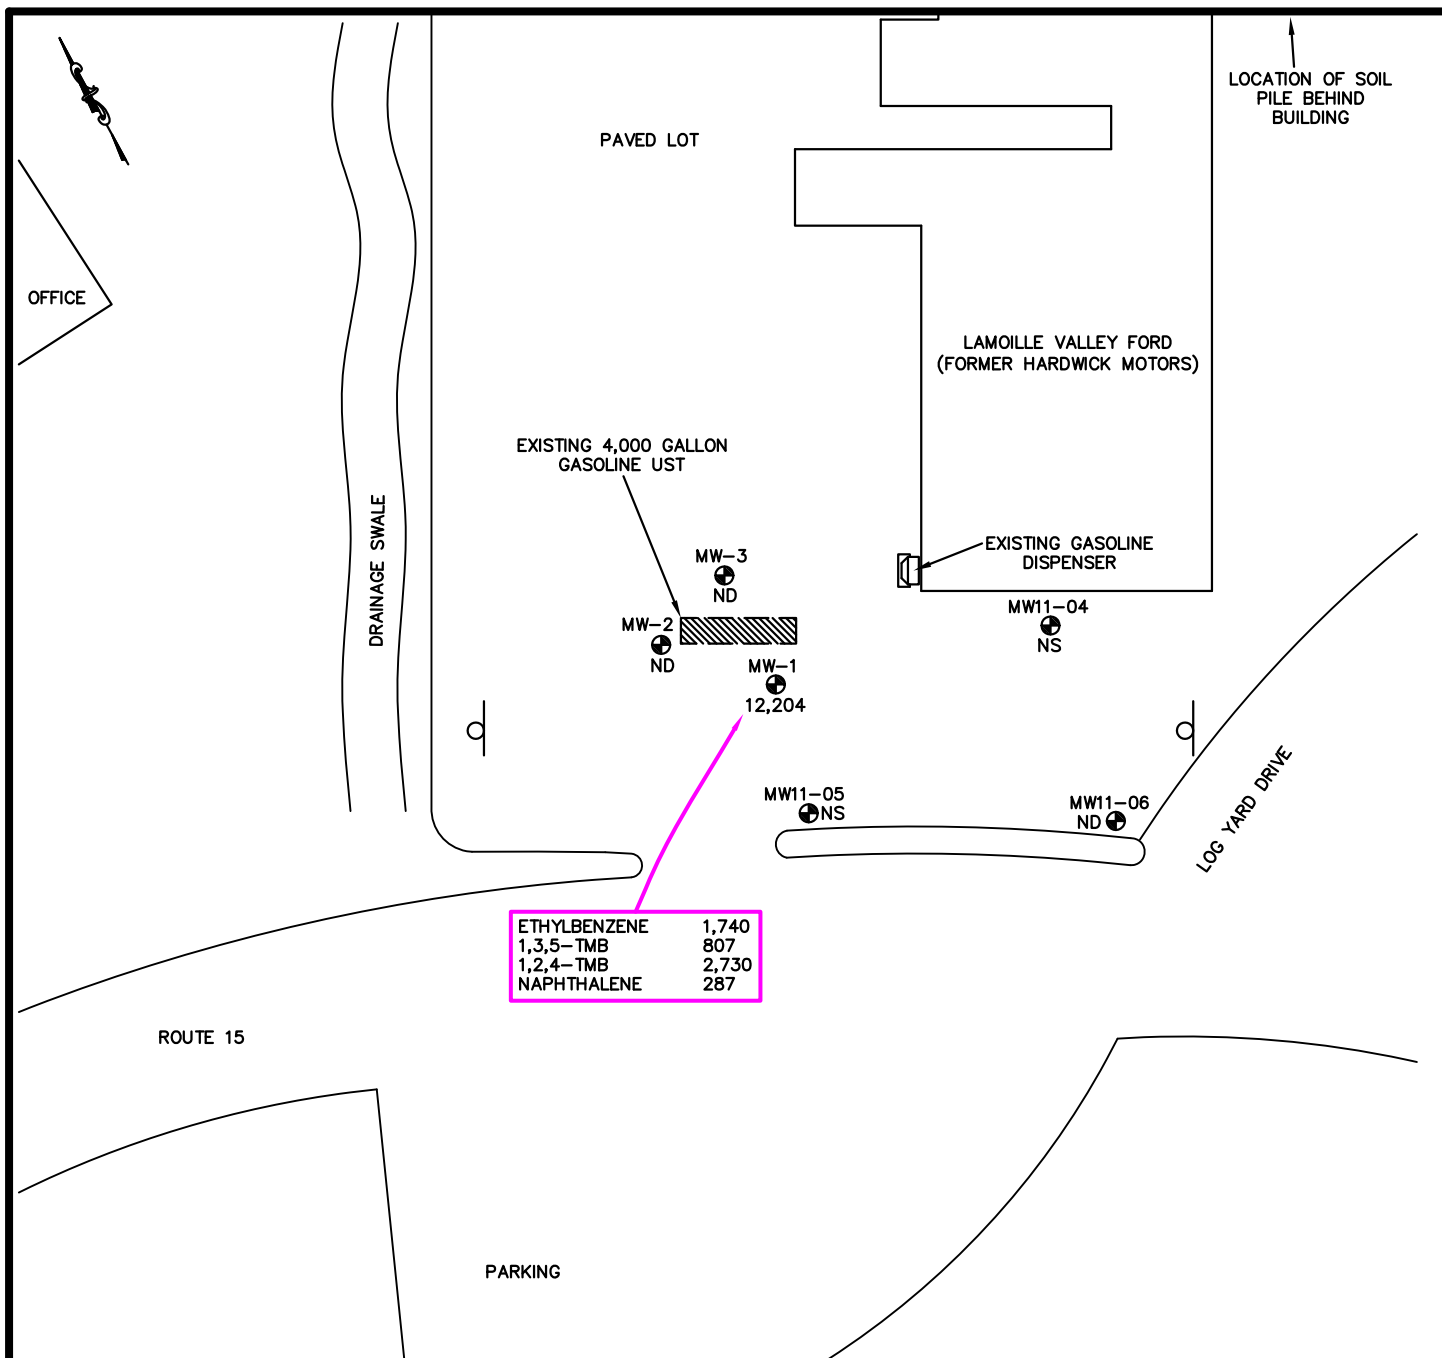 LOCATION OF SOIL
PILE BEHIND
BUILDING
PAVED LOT
OFFICE
LAMOILLE VALLEY FORD
(FORMER HARDWICK MOTORS)
EXISTING 4,000 GALLON
GASOLINE UST
DRAINAGE SWALE
EXISTING GASOLINE
DISPENSER
MW-3
ND
MW-2
ND
MW11-04
NS
MW-1
12,204
MW11-05
NS
MW11-06
ND
LOG YARD DRIVE
ETHYLBENZENE 1,740
1,3,5-TMB 807
1,2,4-TMB 2,730
NAPHTHALENE 287
ROUTE 15
PARKING